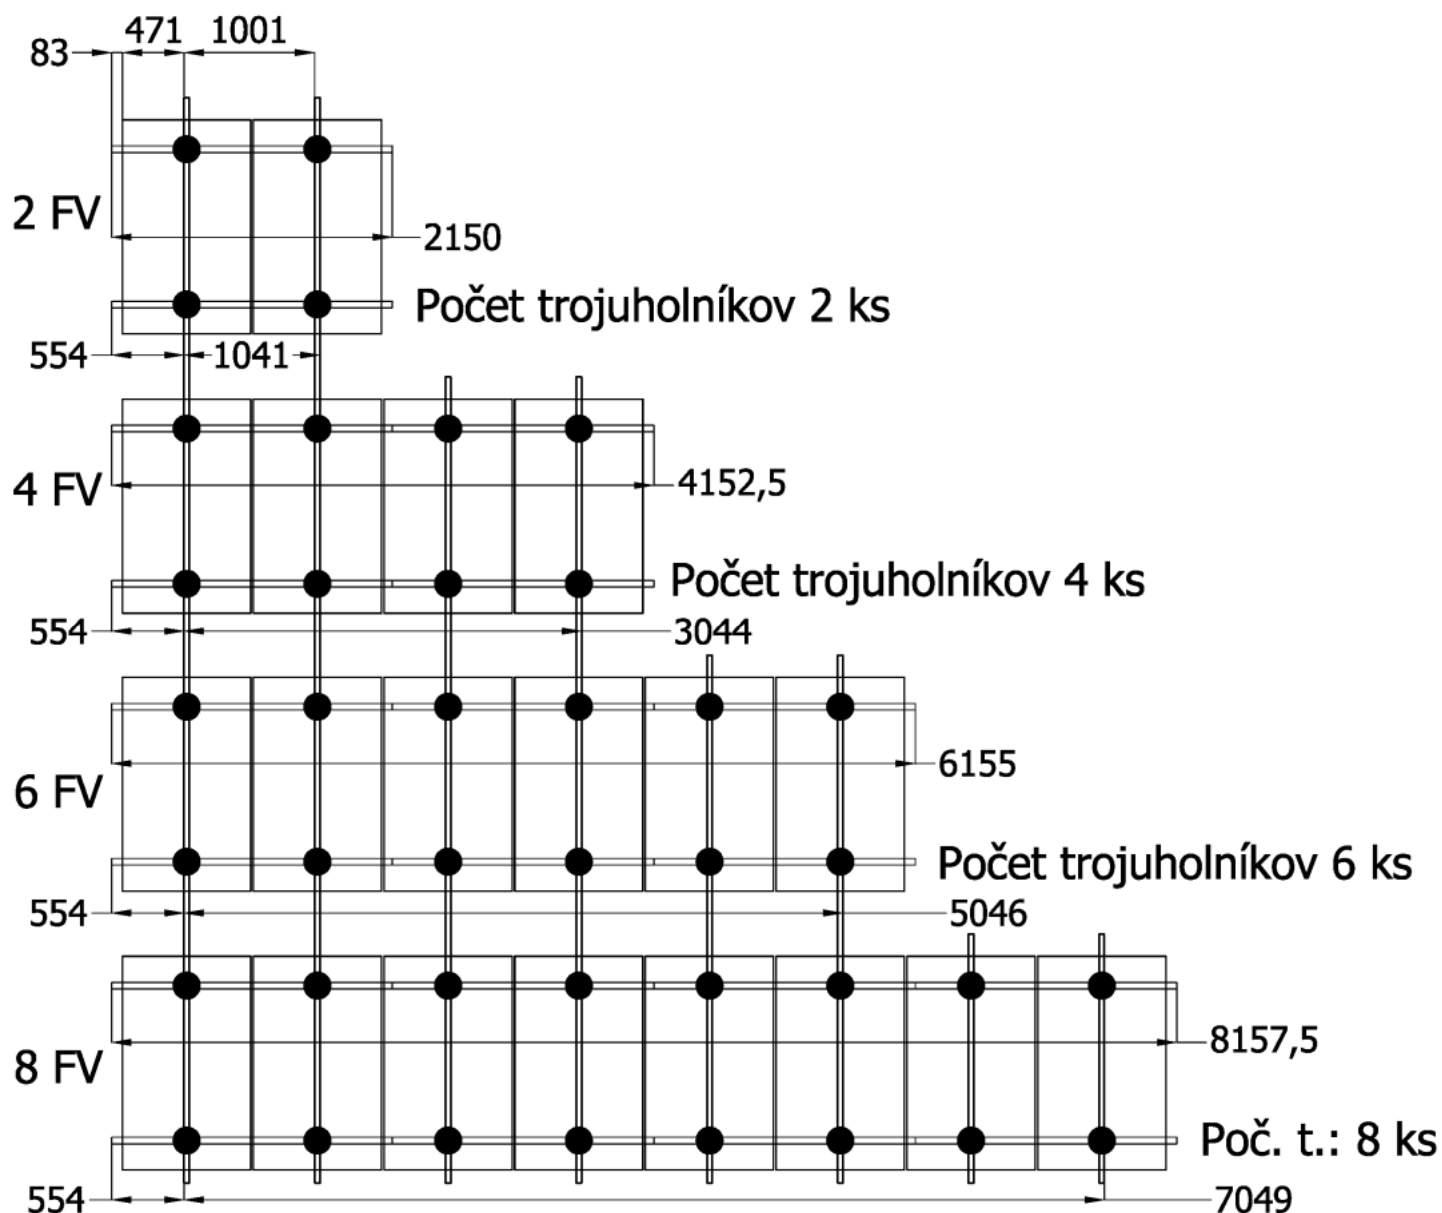 471 1001
83
2 FV
2150
Počet trojuholníkov 2 ks
554 1041
4 FV
4152,5
Počet trojuholníkov 4 ks
554 3044
6 FV
6155
Počet trojuholníkov 6 ks
554 5046
8 FV
8157,5
Poč. t.: 8 ks
554 7049